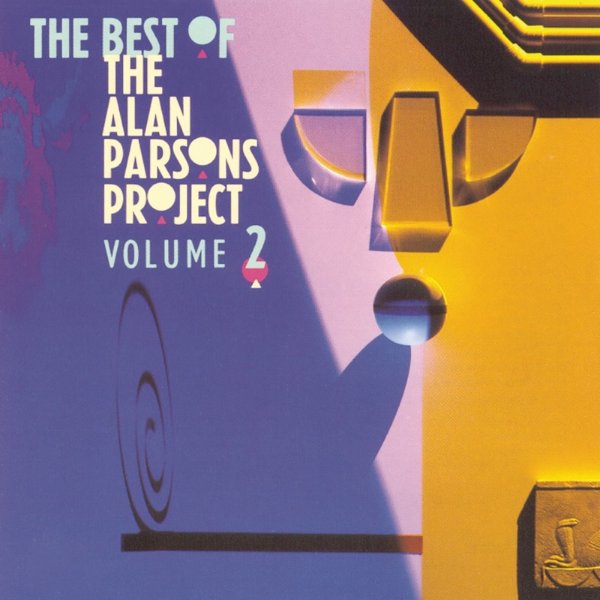 THE BEST OF
THE
ALAN
PARSONS
PROJECT
VOLUME 2